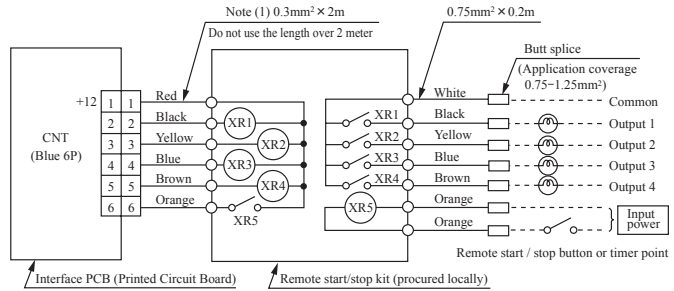 Note (1) 0.3mm² × 2m
0.75mm² × 0.2m
Do not use the length over 2 meter
Butt splice
(Application coverage
0.75−1.25mm²)
CNT
(Blue 6P)
+12
1 1 Red
2 2 Black
3 3 Yellow
4 4 Blue
5 5 Brown
6 6 Orange
XR1
XR2
XR3
XR4
XR5
XR1
XR2
XR3
XR4
XR5
White
Black
Yellow
Blue
Brown
Orange
Orange
Common
Output 1
Output 2
Output 3
Output 4
Input
power
Remote start / stop button or timer point
Interface PCB (Printed Circuit Board)
Remote start/stop kit (procured locally)